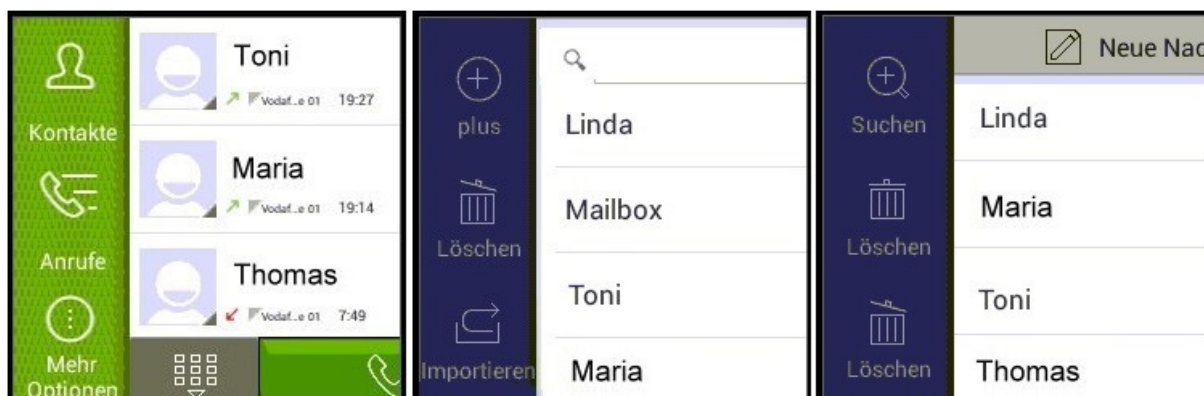 Toni
Vodaf...e 01 19:27
Kontakte
Maria
Vodaf...e 01 19:14
Anrufe
Thomas
Vodaf...e 01 7:49
Mehr
Optionen
plus
Linda
Löschen
Mailbox
Toni
Importieren
Maria
Neue Nac
Suchen
Linda
Maria
Löschen
Toni
Löschen
Thomas